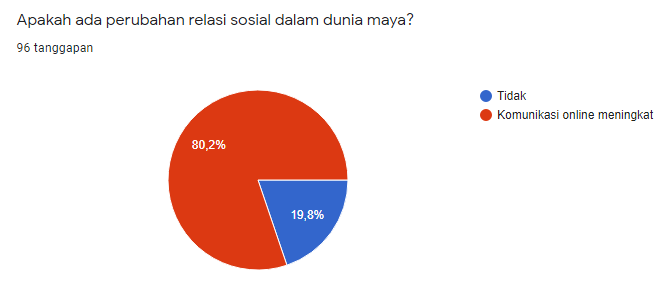 Apakah ada perubahan relasi sosial dalam dunia maya?
96 tanggapan
Tidak
Komunikasi online meningkat
80,2%
19,8%